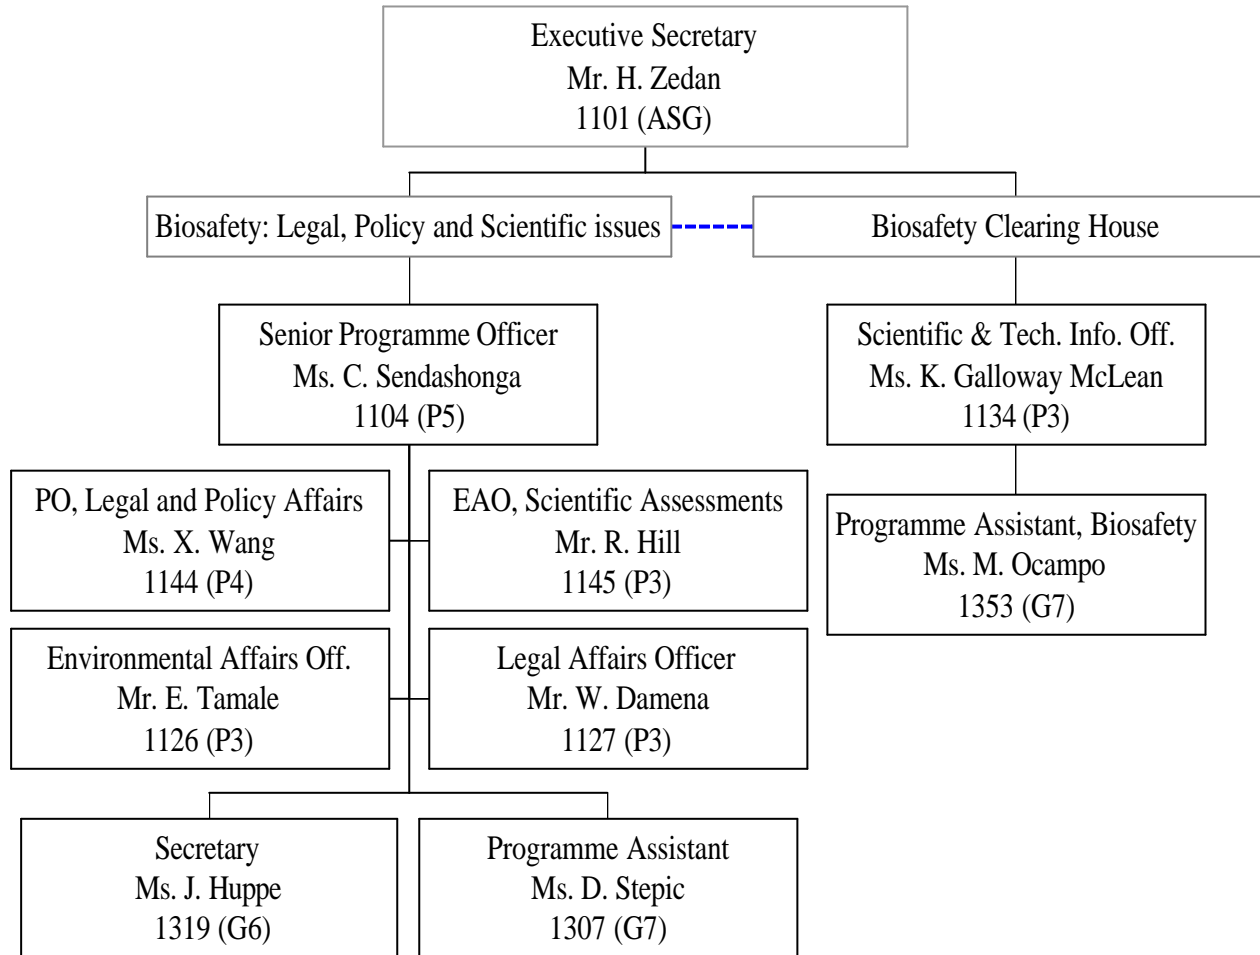 Executive Secretary
Mr. H. Zedan
1101 (ASG)
Biosafety: Legal, Policy and Scientific issues
Biosafety Clearing House
Senior Programme Officer
Ms. C. Sendashonga
1104 (P5)
Scientific & Tech. Info. Off.
Ms. K. Galloway McLean
1134 (P3)
PO, Legal and Policy Affairs
Ms. X. Wang
1144 (P4)
EAO, Scientific Assessments
Mr. R. Hill
1145 (P3)
Programme Assistant, Biosafety
Ms. M. Ocampo
1353 (G7)
Environmental Affairs Off.
Mr. E. Tamale
1126 (P3)
Legal Affairs Officer
Mr. W. Damena
1127 (P3)
Secretary
Ms. J. Huppe
1319 (G6)
Programme Assistant
Ms. D. Stepic
1307 (G7)